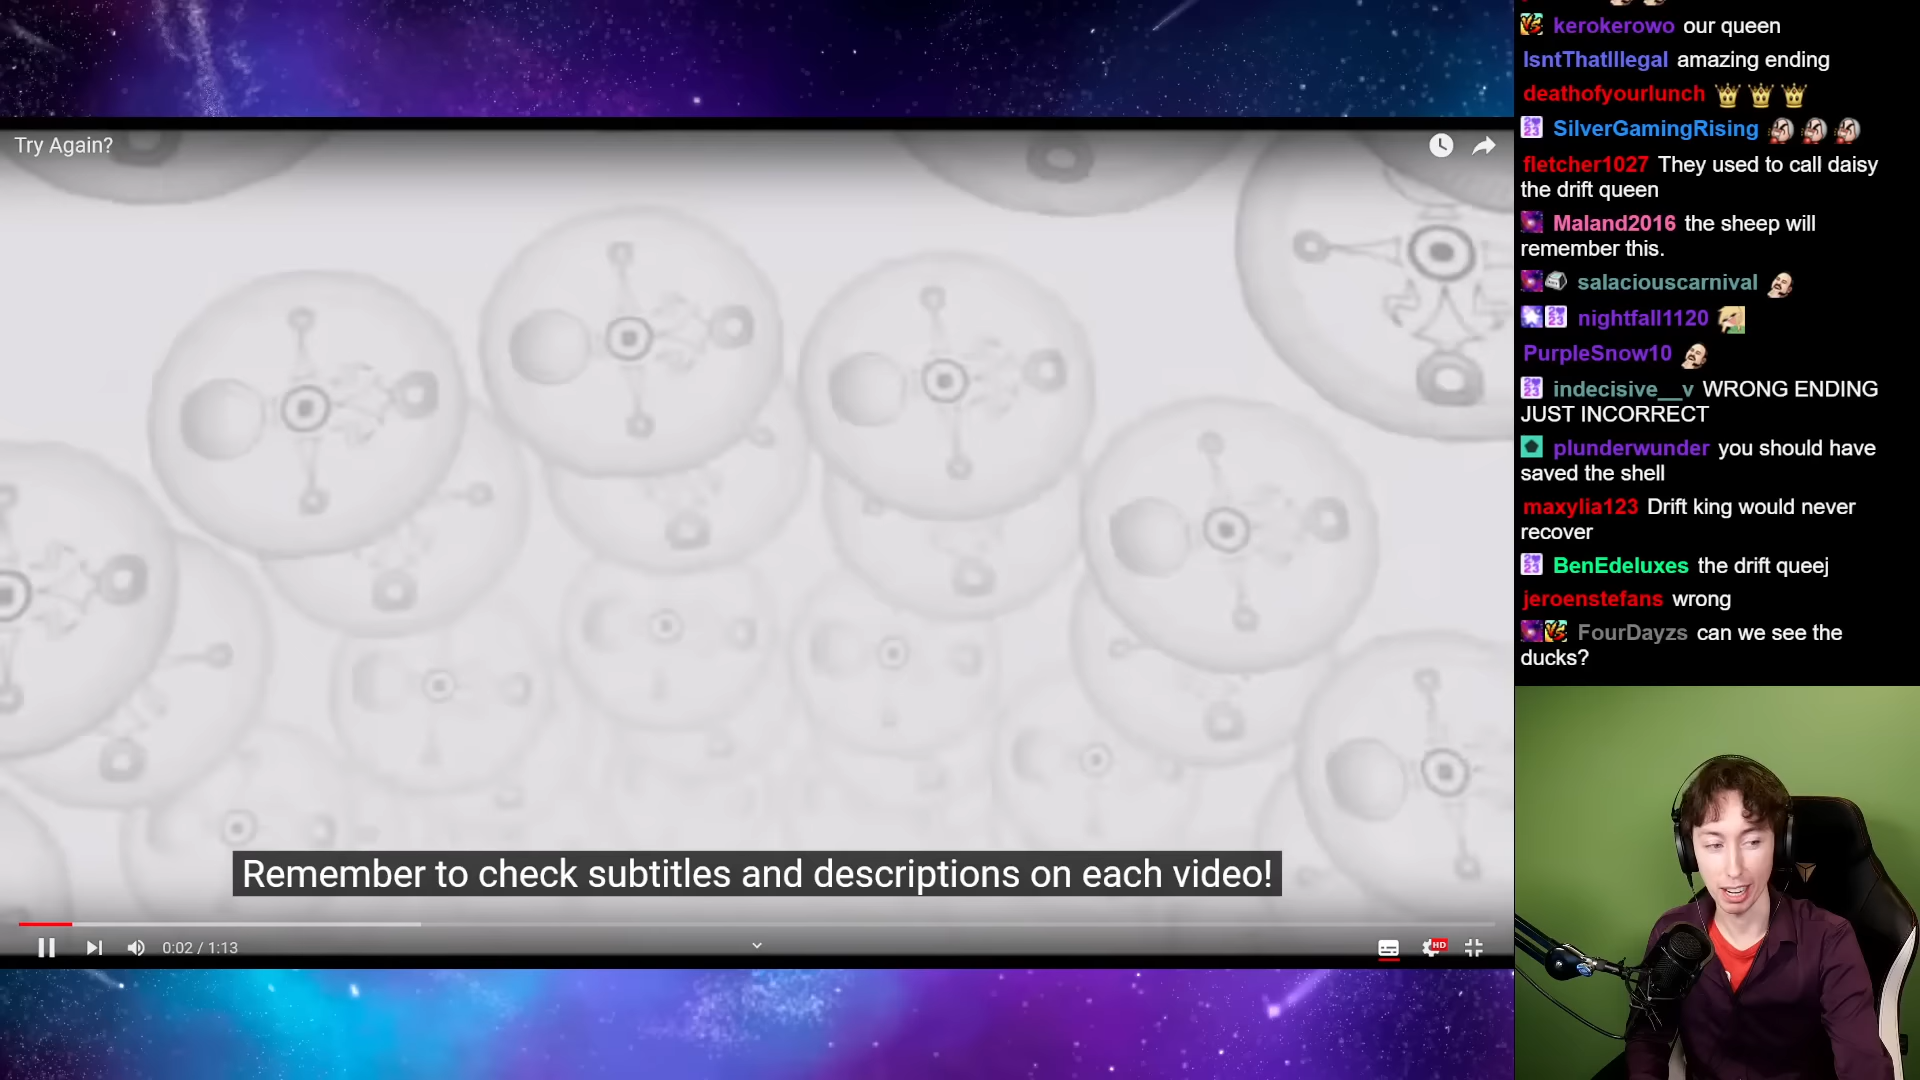 Try Again?
Remember to check subtitles and descriptions on each video!
0:02 / 1:13
HD
kerokerowo our queen
IsntThatIllegal amazing ending
deathofyourlunch
SilverGamingRising
fletcher1027 They used to call daisy
the drift queen
Maland2016 the sheep will
remember this.
salaciouscarnival
nightfall1120
PurpleSnow10
indecisive__v WRONG ENDING
JUST INCORRECT
plunderwunder you should have
saved the shell
maxylia123 Drift king would never
recover
BenEdeluxes the drift queej
jeroenstefans wrong
FourDayzs can we see the
ducks?